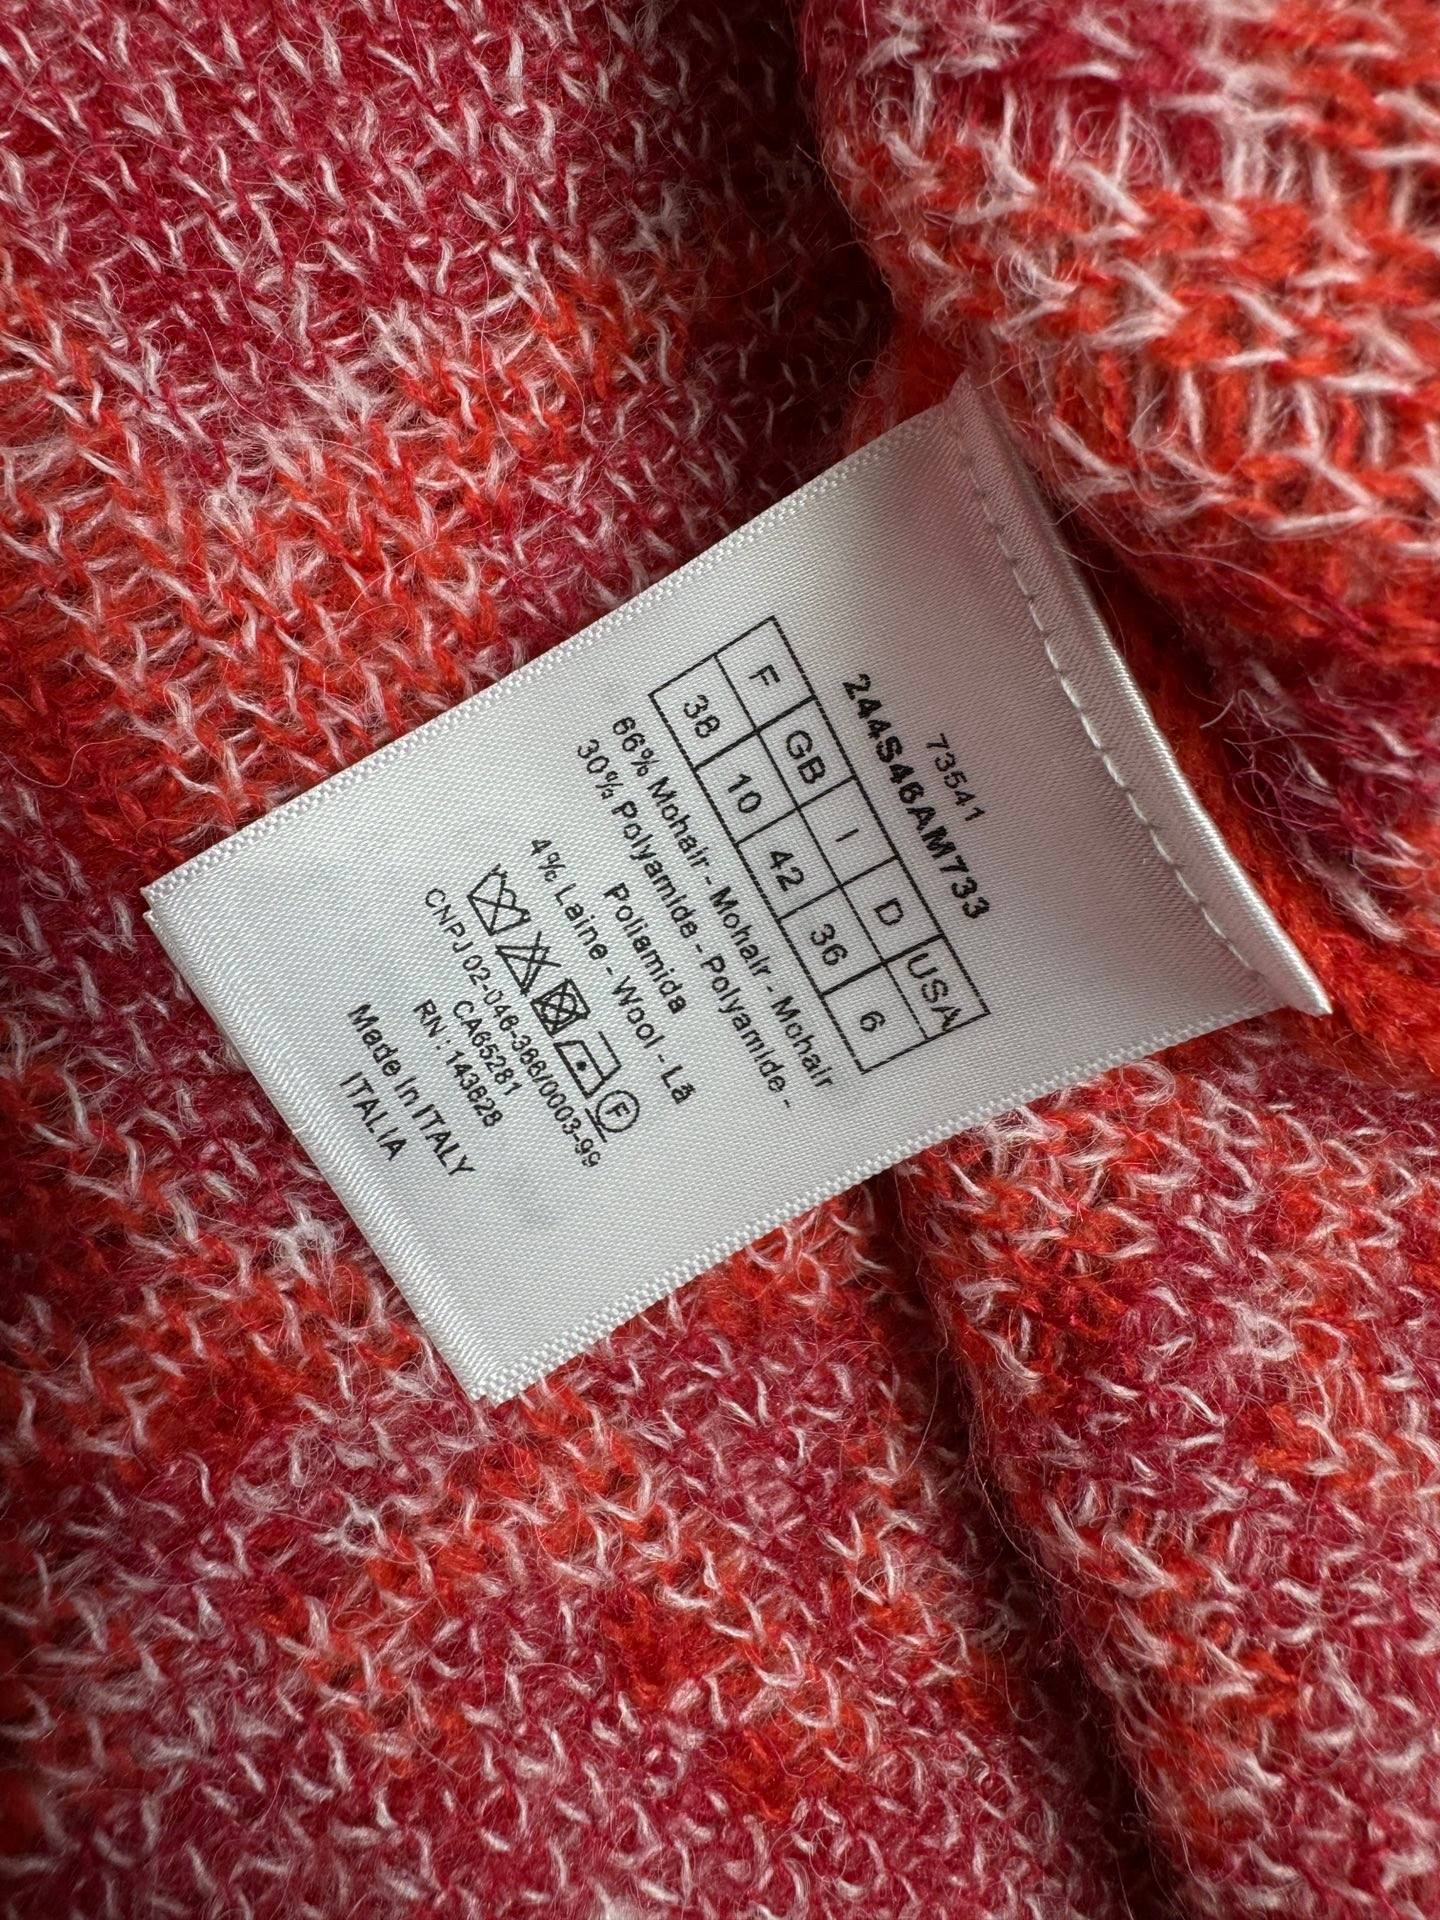 73541
244S46AM733
F GB I D USA
38 10 42 36 6
66% Mohair - Mohair - Mohair
30% Polyamide - Polyamide -
Poliamida
4% Laine - Wool - Lã
F
CNPJ 02-046-388/0003-99
CA65281
RN : 143828
Made In ITALY
ITALIA